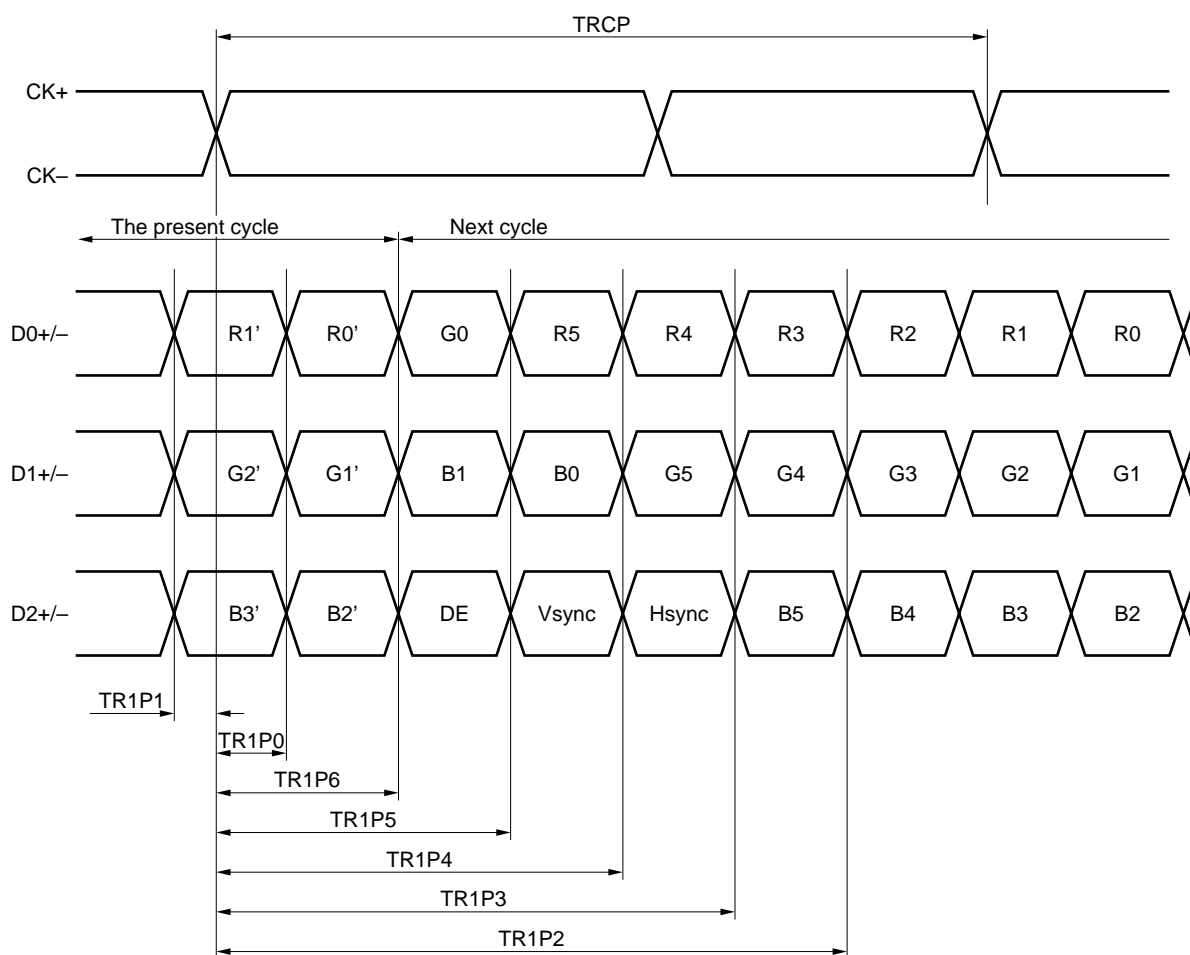 TRCP
CK+
CK–
The present cycle Next cycle
D0+/– R1’ R0’ G0 R5 R4 R3 R2 R1 R0
D1+/– G2’ G1’ B1 B0 G5 G4 G3 G2 G1
D2+/– B3’ B2’ DE Vsync Hsync B5 B4 B3 B2
TR1P1
TR1P0
TR1P6
TR1P5
TR1P4
TR1P3
TR1P2